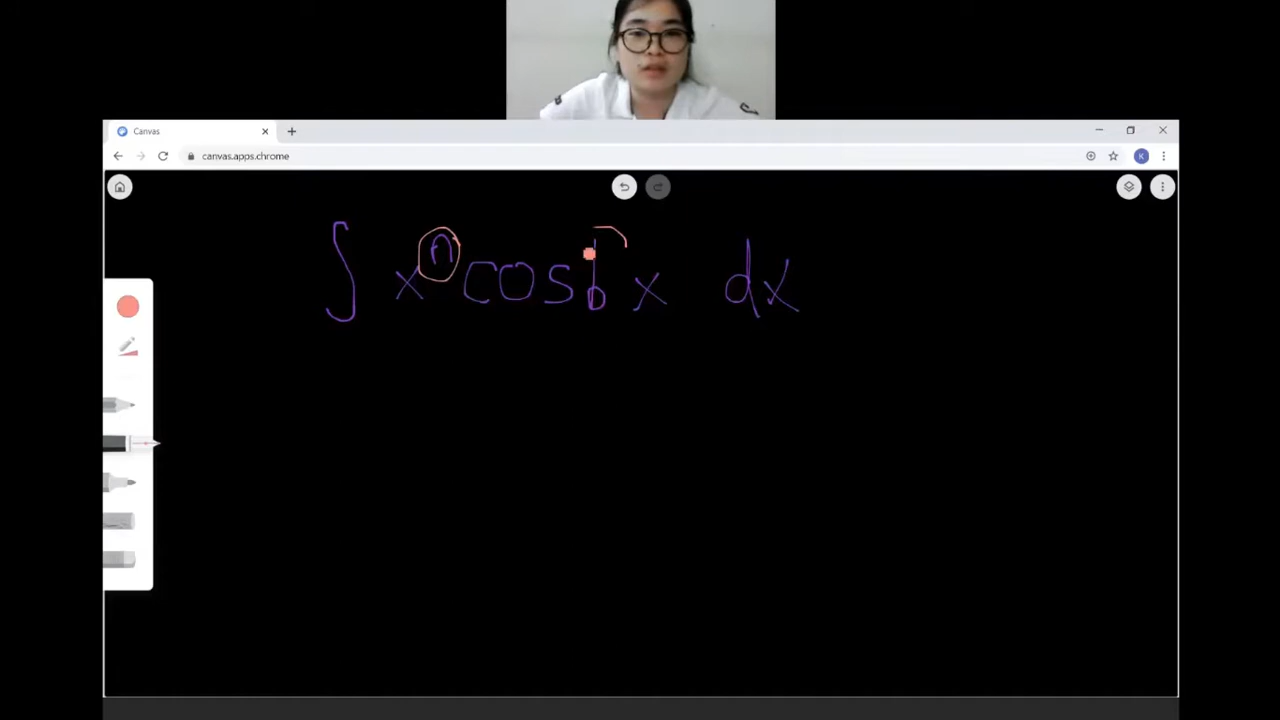 Canvas
canvas.apps.chrome
K
∫ xⁿ cos b x dx